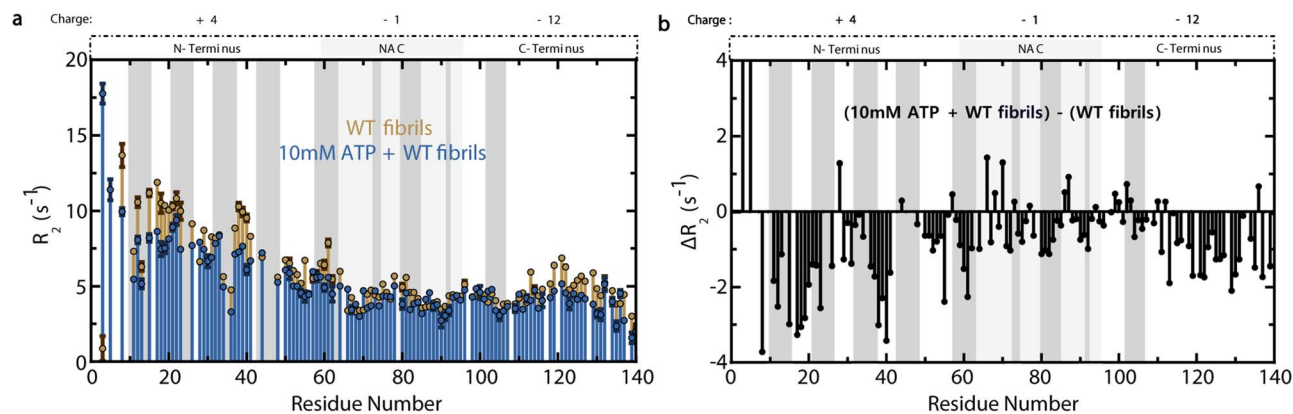 a
Charge: + 4 - 1 - 12
N-Terminus NAC C-Terminus
20
15
10
5
0
R2 (s-1)
WT fibrils
10mM ATP + WT fibrils
0 20 40 60 80 100 120 140
Residue Number
b
Charge : + 4 - 1 - 12
N-Terminus NAC C-Terminus
4
2
0
-2
-4
ΔR2 (s-1)
(10mM ATP + WT fibrils) - (WT fibrils)
0 20 40 60 80 100 120 140
Residue Number